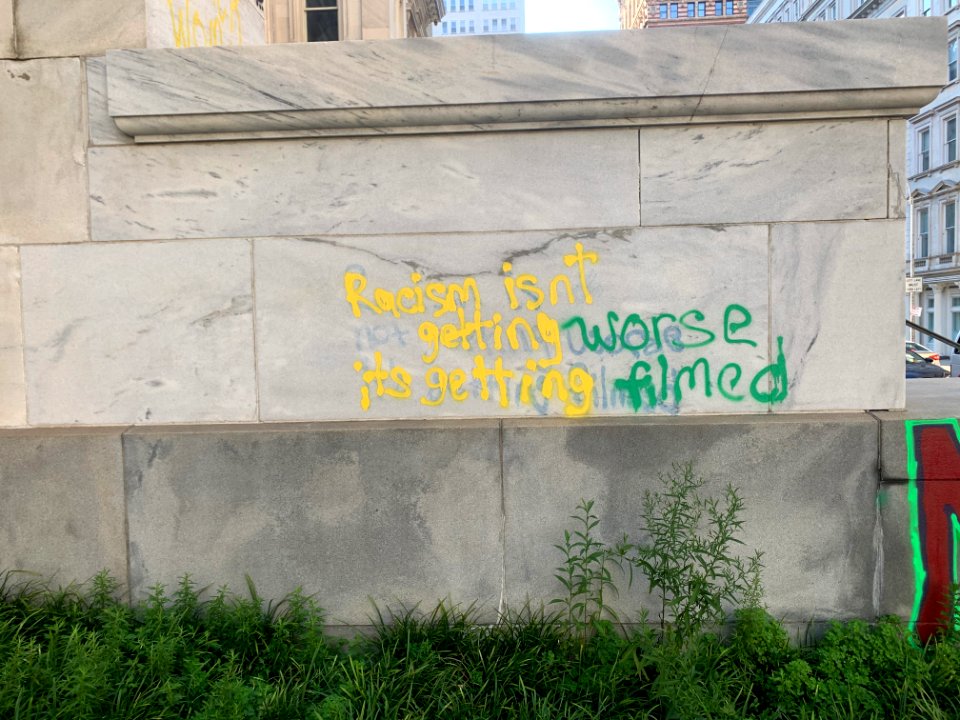 Racism isn't
getting worse
its getting filmed